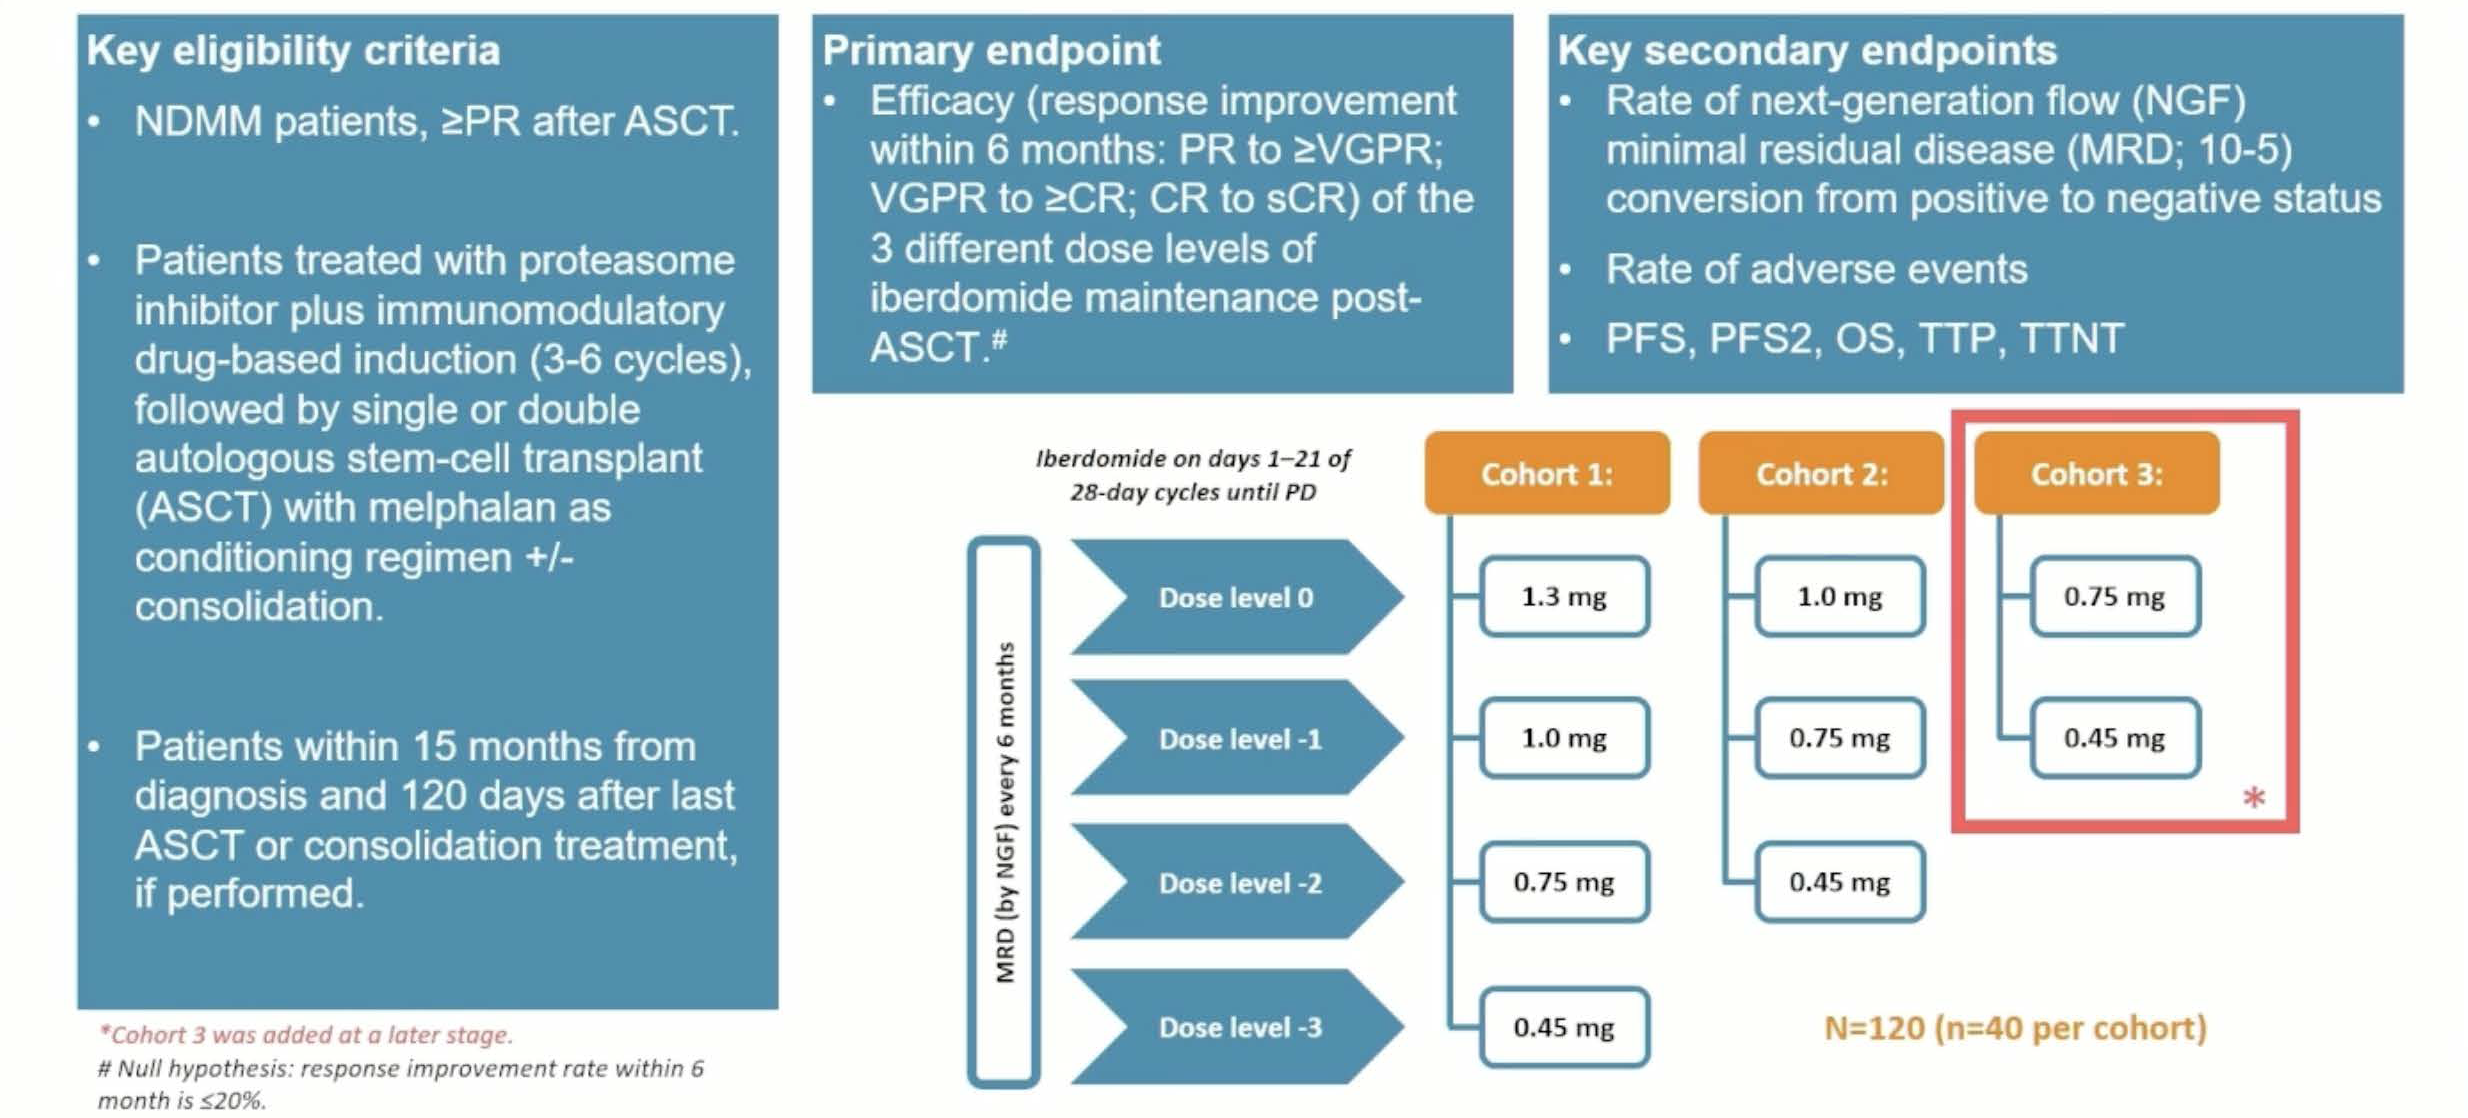 Key eligibility criteria
• NDMM patients, ≥PR after ASCT.
• Patients treated with proteasome
inhibitor plus immunomodulatory
drug-based induction (3-6 cycles),
followed by single or double
autologous stem-cell transplant
(ASCT) with melphalan as
conditioning regimen +/-
consolidation.
• Patients within 15 months from
diagnosis and 120 days after last
ASCT or consolidation treatment,
if performed.
*Cohort 3 was added at a later stage.
# Null hypothesis: response improvement rate within 6
month is ≤20%.
Primary endpoint
• Efficacy (response improvement
within 6 months: PR to ≥VGPR;
VGPR to ≥CR; CR to sCR) of the
3 different dose levels of
iberdomide maintenance post-
ASCT.#
Key secondary endpoints
• Rate of next-generation flow (NGF)
minimal residual disease (MRD; 10-5)
conversion from positive to negative status
• Rate of adverse events
• PFS, PFS2, OS, TTP, TTNT
Iberdomide on days 1–21 of
28-day cycles until PD
Cohort 1:
Cohort 2:
Cohort 3:
MRD (by NGF) every 6 months
Dose level 0
1.3 mg
1.0 mg
0.75 mg
Dose level -1
1.0 mg
0.75 mg
0.45 mg
*
Dose level -2
0.75 mg
0.45 mg
Dose level -3
0.45 mg
N=120 (n=40 per cohort)